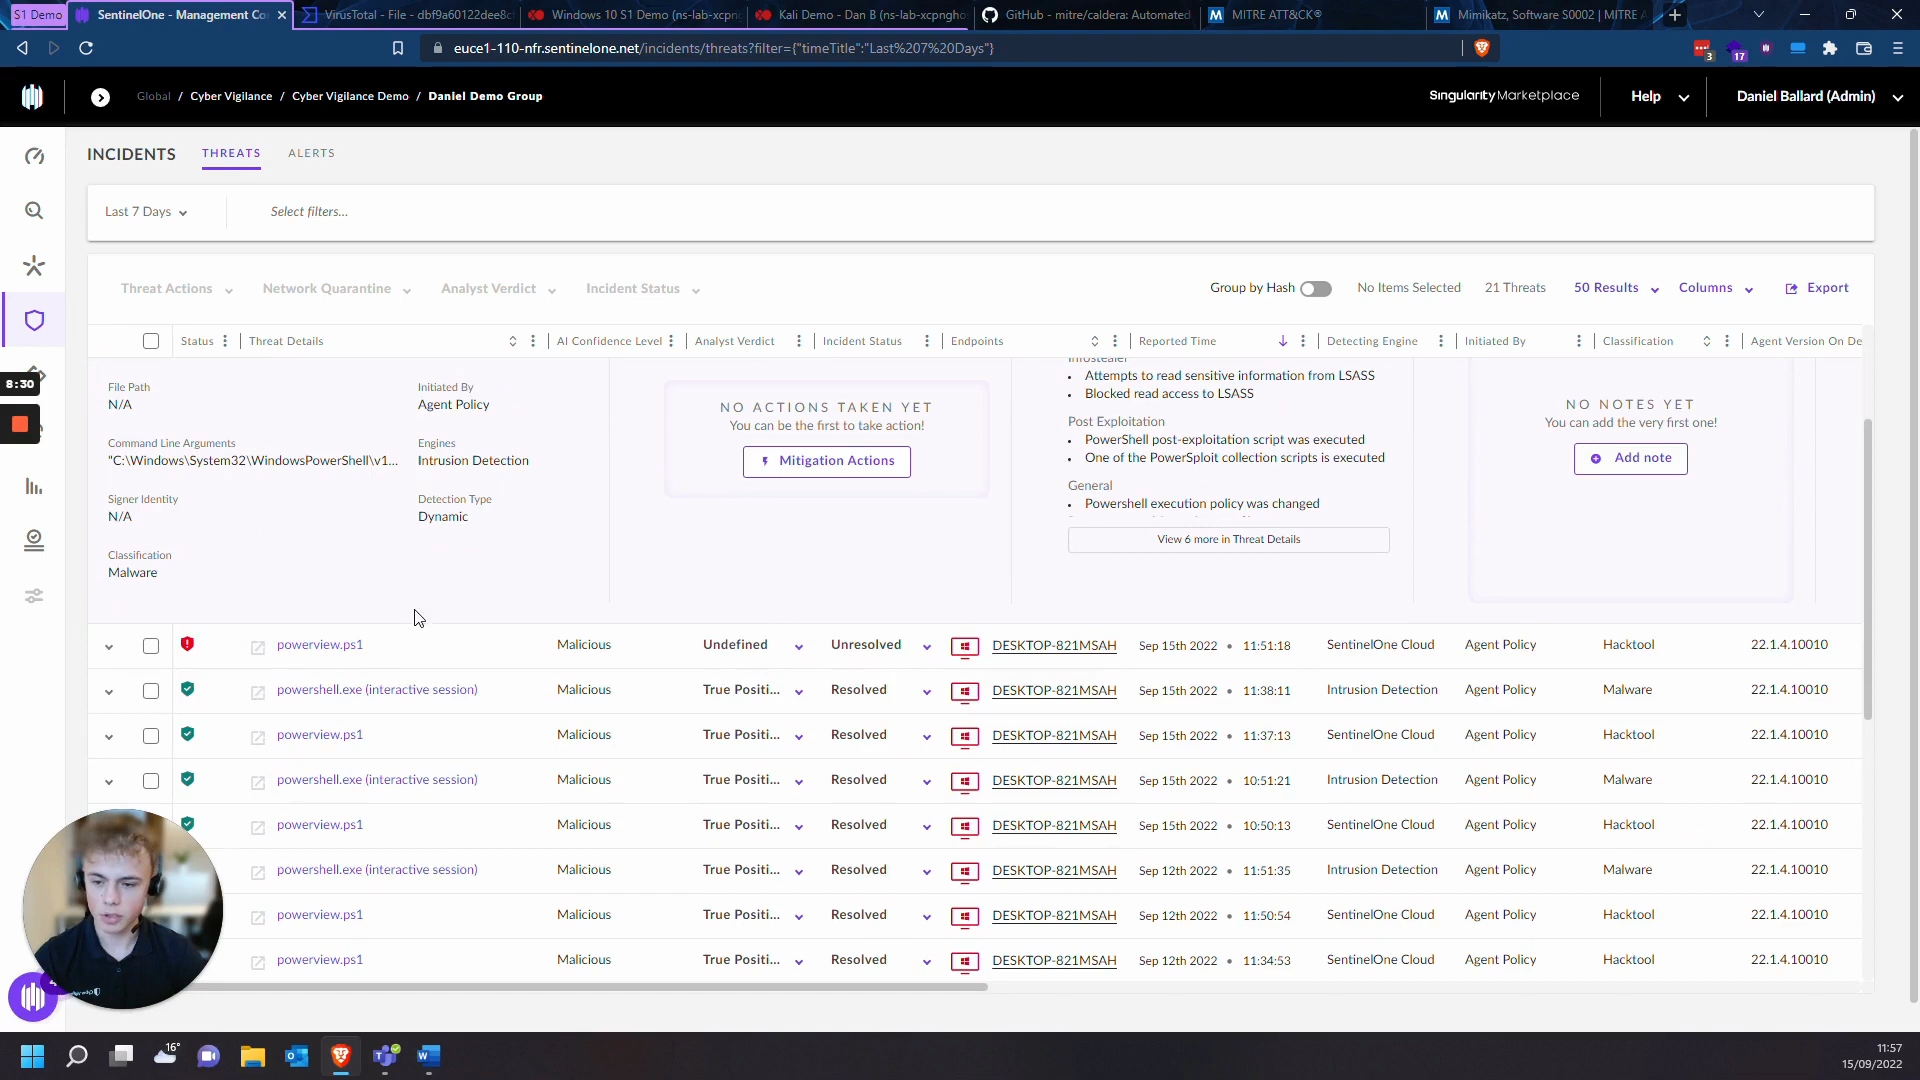 S1 Demo
SentinelOne - Management Co
VirusTotal - File - dbf9a60122dee8c
Windows 10 S1 Demo (ns-lab-xcpng
Kali Demo - Dan B (ns-lab-xcpngho
GitHub - mitre/caldera: Automated
MITRE ATT&CK®
Mimikatz, Software S0002 | MITRE A
euce1-110-nfr.sentinelone.net/incidents/threats?filter={"timeTitle":"Last%207%20Days"}
3
17
Global / Cyber Vigilance / Cyber Vigilance Demo / Daniel Demo Group
Singularity Marketplace
Help
Daniel Ballard (Admin)
INCIDENTS
THREATS
ALERTS
Last 7 Days
Select filters...
Threat Actions
Network Quarantine
Analyst Verdict
Incident Status
Group by Hash
No Items Selected
21 Threats
50 Results
Columns
Export
Status
Threat Details
AI Confidence Level
Analyst Verdict
Incident Status
Endpoints
Reported Time
Detecting Engine
Initiated By
Classification
Agent Version On De
8:30
File Path
N/A
Initiated By
Agent Policy
Command Line Arguments
"C:\Windows\System32\WindowsPowerShell\v1...
Engines
Intrusion Detection
Signer Identity
N/A
Detection Type
Dynamic
Classification
Malware
NO ACTIONS TAKEN YET
You can be the first to take action!
Mitigation Actions
Infostealer
• Attempts to read sensitive information from LSASS
• Blocked read access to LSASS
Post Exploitation
• PowerShell post-exploitation script was executed
• One of the PowerSploit collection scripts is executed
General
• Powershell execution policy was changed
View 6 more in Threat Details
NO NOTES YET
You can add the very first one!
Add note
powerview.ps1 Malicious Undefined Unresolved DESKTOP-821MSAH Sep 15th 2022 • 11:51:18 SentinelOne Cloud Agent Policy Hacktool 22.1.4.10010
powershell.exe (interactive session) Malicious True Positi... Resolved DESKTOP-821MSAH Sep 15th 2022 • 11:38:11 Intrusion Detection Agent Policy Malware 22.1.4.10010
powerview.ps1 Malicious True Positi... Resolved DESKTOP-821MSAH Sep 15th 2022 • 11:37:13 SentinelOne Cloud Agent Policy Hacktool 22.1.4.10010
powershell.exe (interactive session) Malicious True Positi... Resolved DESKTOP-821MSAH Sep 15th 2022 • 10:51:21 Intrusion Detection Agent Policy Malware 22.1.4.10010
powerview.ps1 Malicious True Positi... Resolved DESKTOP-821MSAH Sep 15th 2022 • 10:50:13 SentinelOne Cloud Agent Policy Hacktool 22.1.4.10010
powershell.exe (interactive session) Malicious True Positi... Resolved DESKTOP-821MSAH Sep 12th 2022 • 11:51:35 Intrusion Detection Agent Policy Malware 22.1.4.10010
powerview.ps1 Malicious True Positi... Resolved DESKTOP-821MSAH Sep 12th 2022 • 11:50:54 SentinelOne Cloud Agent Policy Hacktool 22.1.4.10010
powerview.ps1 Malicious True Positi... Resolved DESKTOP-821MSAH Sep 12th 2022 • 11:34:53 SentinelOne Cloud Agent Policy Hacktool 22.1.4.10010
16°
11:57
15/09/2022